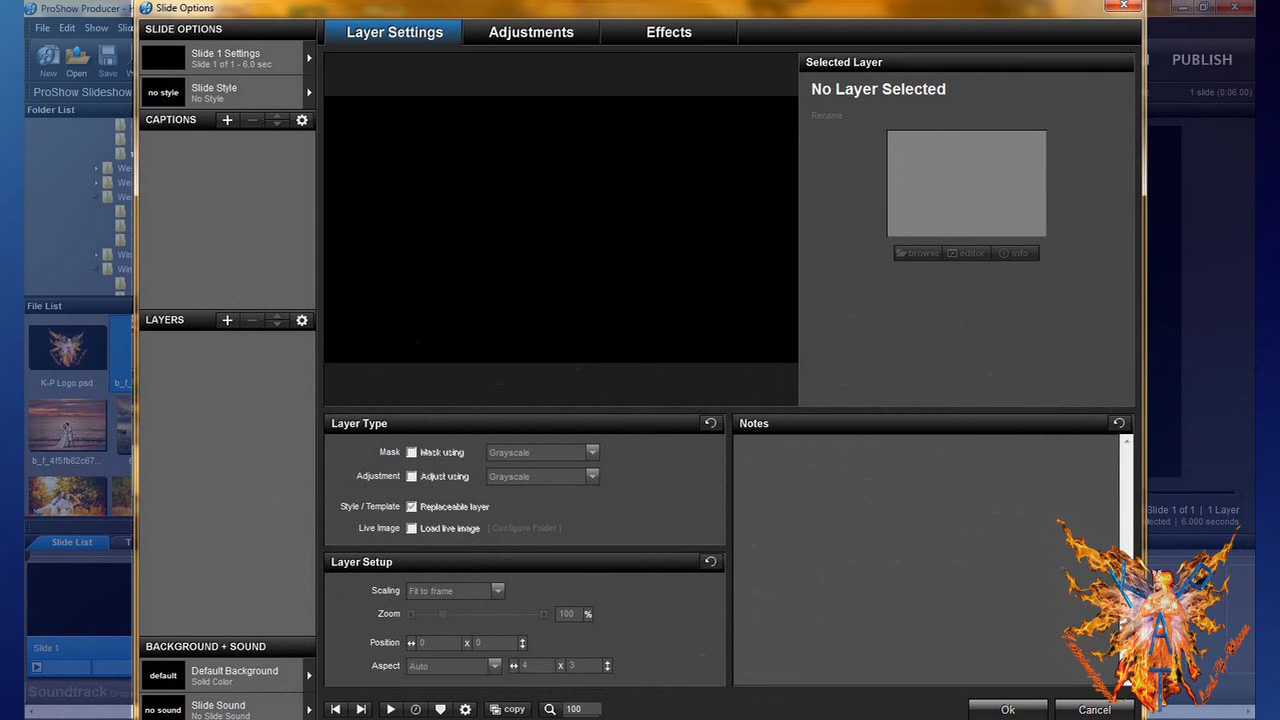 ProShow Producer -
Slide Options
File Edit Show
New Open Save
ProShow Slideshow
Folder List
File List
K-P Logo.psd
b_f_4f5fb82c67...
Slide List
Slide 1
Soundtrack
SLIDE OPTIONS
Slide 1 Settings
Slide 1 of 1 - 6.0 sec
no style
Slide Style
No Style
CAPTIONS
LAYERS
BACKGROUND + SOUND
default
Default Background
Solid Color
no sound
Slide Sound
No Slide Sound
Layer Settings Adjustments Effects
Selected Layer
No Layer Selected
Rename
browse editor info
Layer Type
Mask Mask using Grayscale
Adjustment Adjust using Grayscale
Style / Template Replaceable layer
Live Image Load live image [ Configure Folder ]
Layer Setup
Scaling Fit to frame
Zoom 100 %
Position 0 x 0
Aspect Auto 4 x 3
Notes
copy 100
Ok Cancel
PUBLISH
1 slide (0:06.00)
Slide 1 of 1 | 1 Layer
6.000 seconds